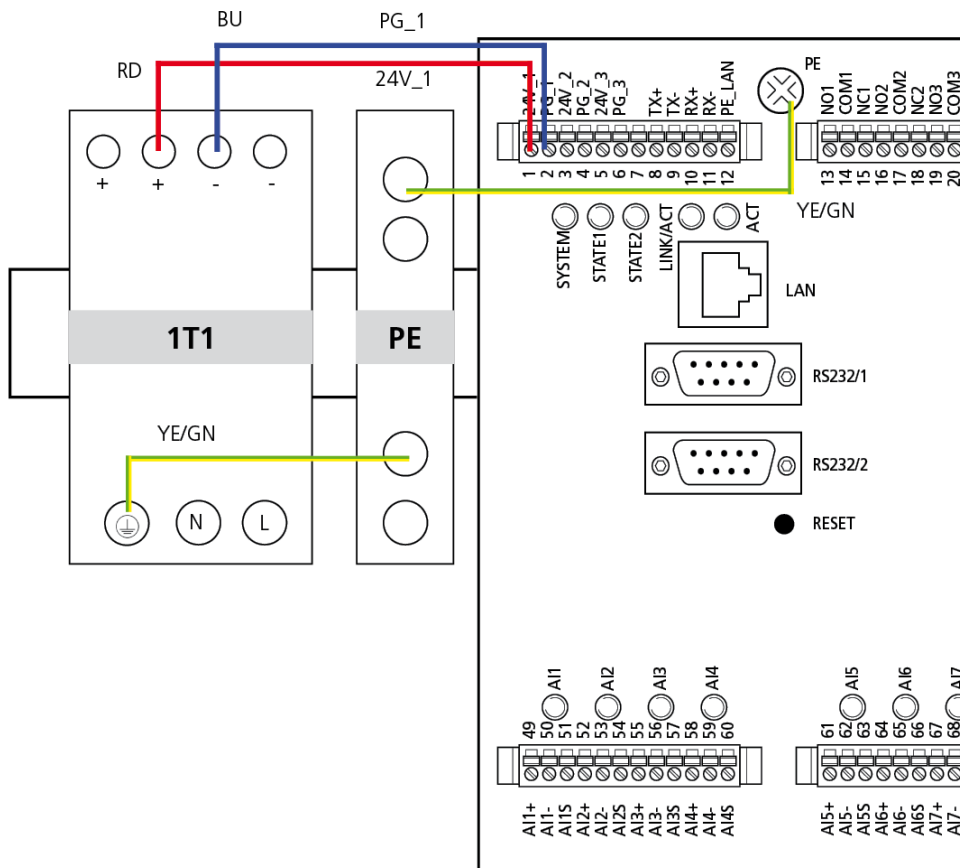 BU
PG_1
RD
24V_1
+
+
-
-
1T1
PE
YE/GN
N
L
24V_1
PG_1
24V_2
PG_2
24V_3
PG_3
TX+
TX-
RX+
RX-
PE_LAN
PE
NO1
COM1
NC1
NO2
COM2
NC2
NO3
COM3
1
2
3
4
5
6
7
8
9
10
11
12
13
14
15
16
17
18
19
20
YE/GN
SYSTEM
STATE1
STATE2
LINK/ACT
ACT
LAN
RS232/1
RS232/2
RESET
AI1
AI2
AI3
AI4
AI5
AI6
AI7
49
50
51
52
53
54
55
56
57
58
59
60
61
62
63
64
65
66
67
68
AI1+
AI1-
AI1S
AI2+
AI2-
AI2S
AI3+
AI3-
AI3S
AI4+
AI4-
AI4S
AI5+
AI5-
AI5S
AI6+
AI6-
AI6S
AI7+
AI7-